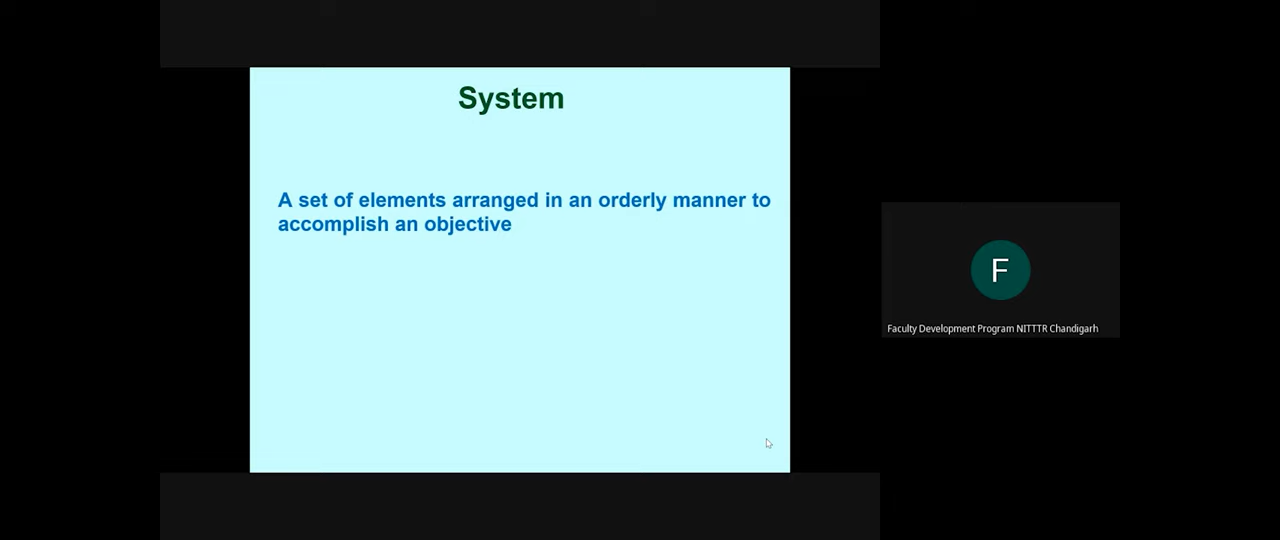 System
A set of elements arranged in an orderly manner to
accomplish an objective
F
Faculty Development Program NITTTR Chandigarh